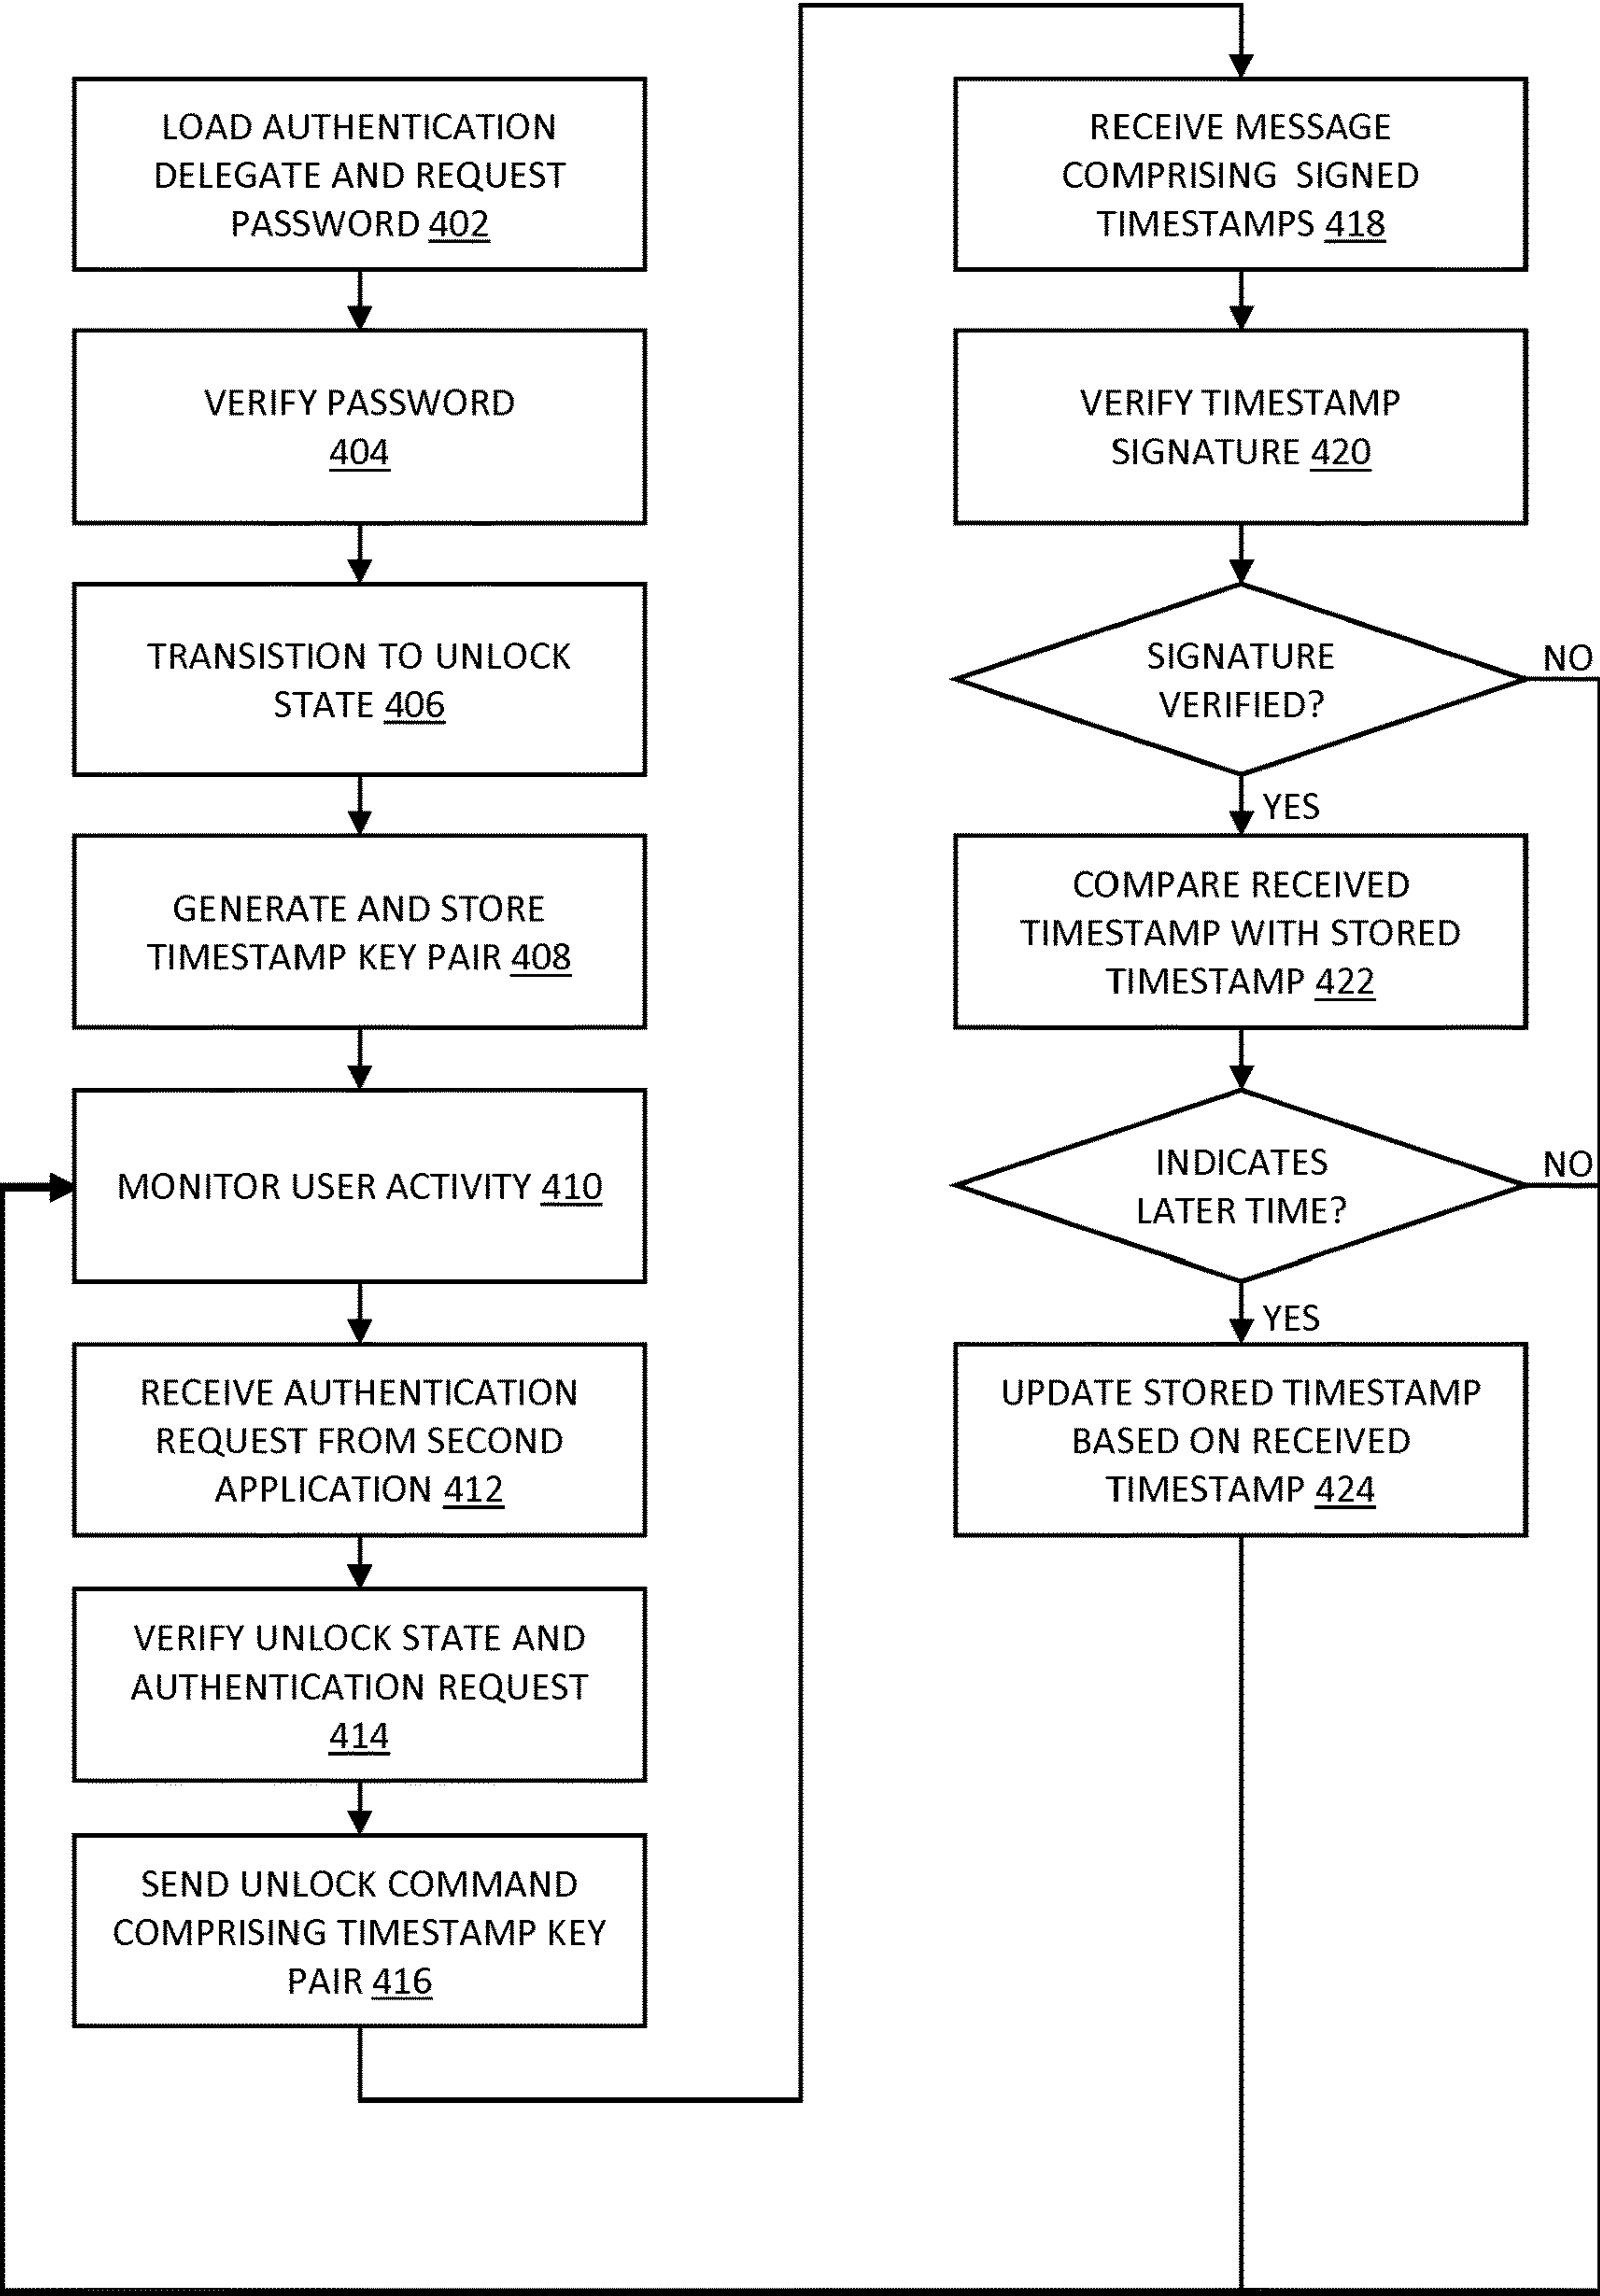 LOAD AUTHENTICATION
DELEGATE AND REQUEST
PASSWORD 402
VERIFY PASSWORD
404
TRANSISTION TO UNLOCK
STATE 406
GENERATE AND STORE
TIMESTAMP KEY PAIR 408
MONITOR USER ACTIVITY 410
RECEIVE AUTHENTICATION
REQUEST FROM SECOND
APPLICATION 412
VERIFY UNLOCK STATE AND
AUTHENTICATION REQUEST
414
SEND UNLOCK COMMAND
COMPRISING TIMESTAMP KEY
PAIR 416
RECEIVE MESSAGE
COMPRISING SIGNED
TIMESTAMPS 418
VERIFY TIMESTAMP
SIGNATURE 420
SIGNATURE
VERIFIED?
NO
YES
COMPARE RECEIVED
TIMESTAMP WITH STORED
TIMESTAMP 422
INDICATES
LATER TIME?
NO
YES
UPDATE STORED TIMESTAMP
BASED ON RECEIVED
TIMESTAMP 424